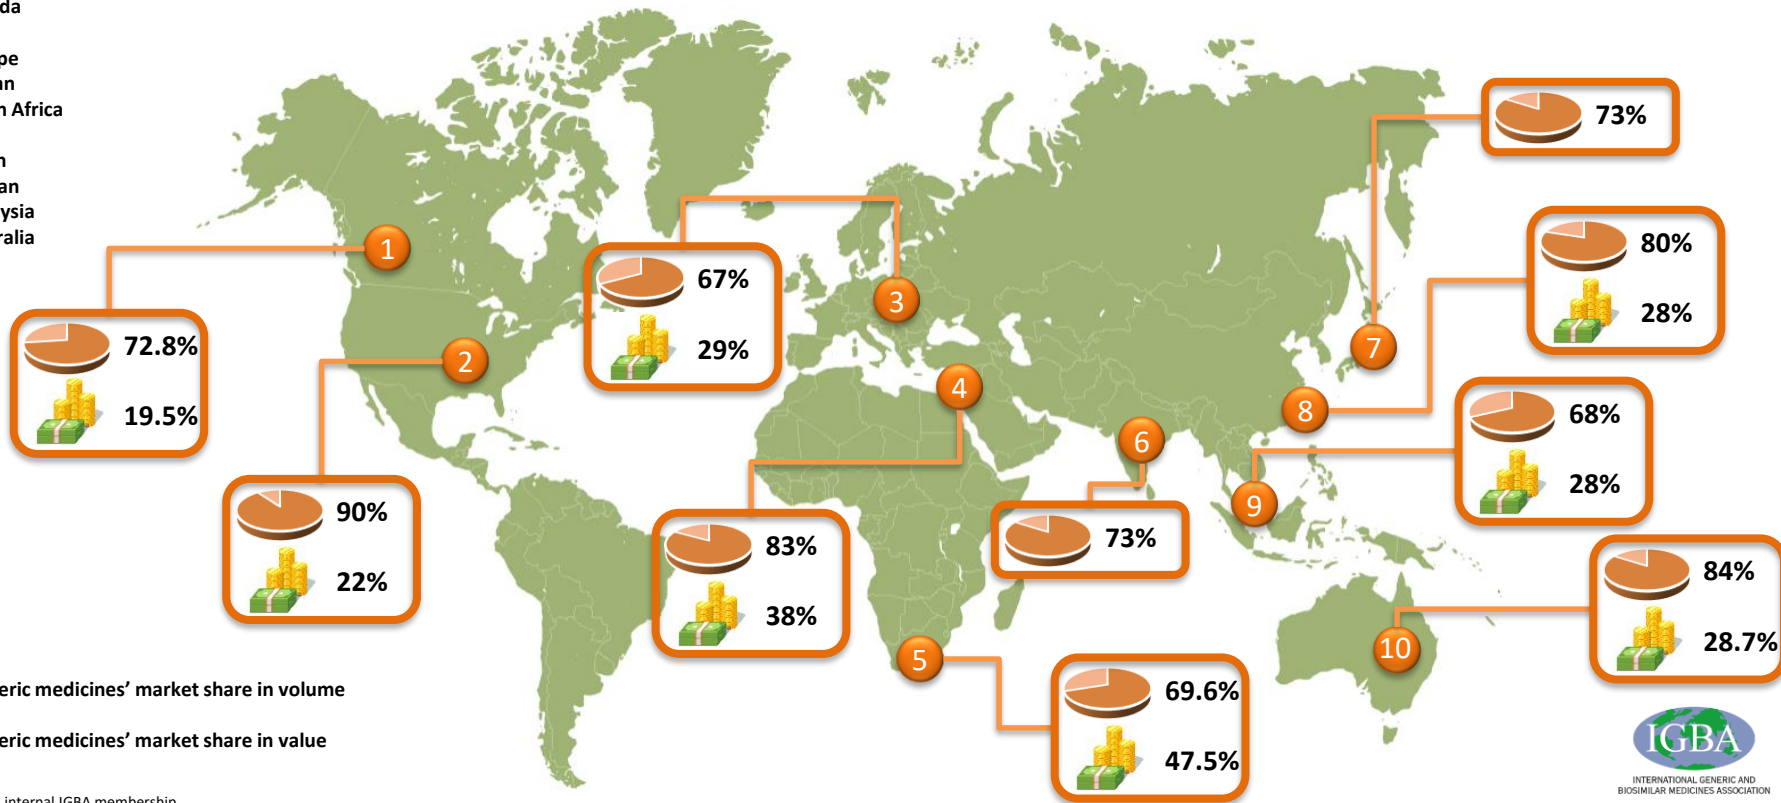 da
pe
an
h Africa
n
an
ysia
ralia
1
2
3
4
5
6
7
8
9
10
72.8%
19.5%
90%
22%
67%
29%
83%
38%
69.6%
47.5%
73%
73%
80%
28%
68%
28%
84%
28.7%
eric medicines’ market share in volume
eric medicines’ market share in value
internal IGBA membership
IGBA
INTERNATIONAL GENERIC AND
BIOSIMILAR MEDICINES ASSOCIATION